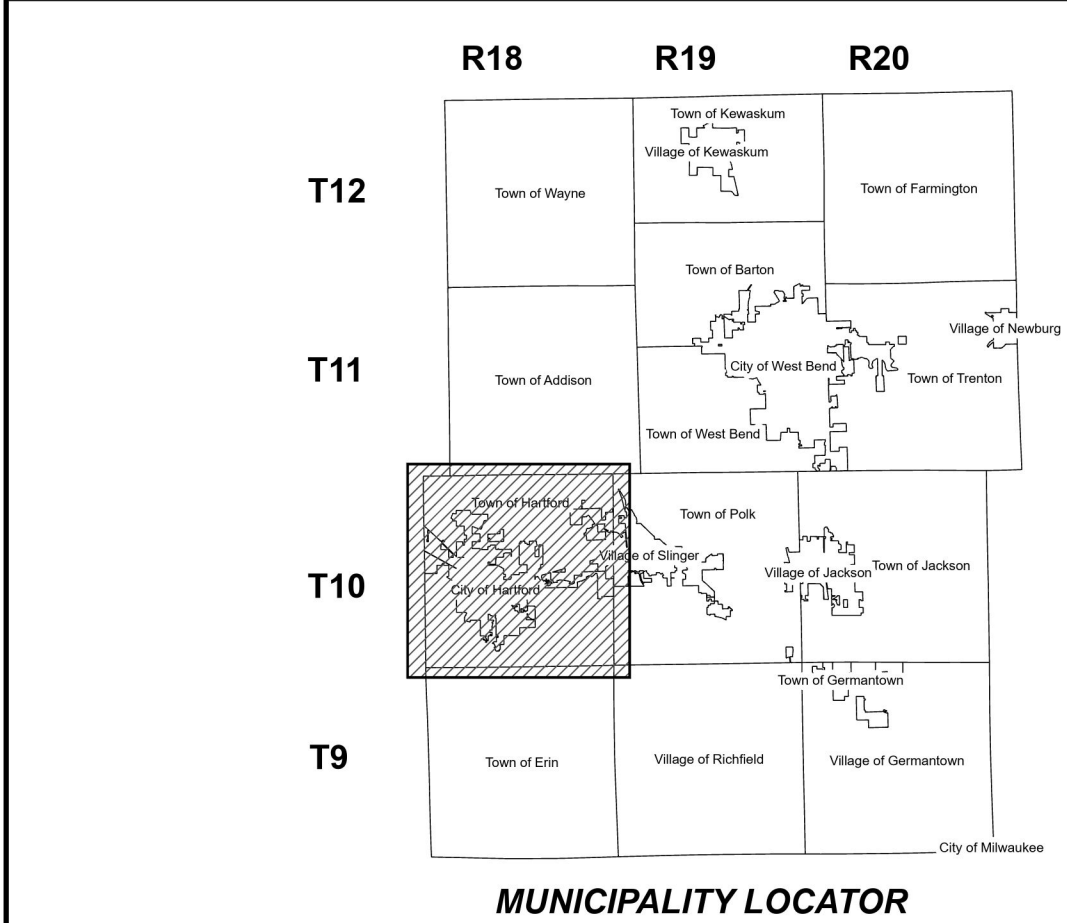 R18 R19 R20
Town of Kewaskum
Village of Kewaskum
T12
Town of Wayne
Town of Farmington
Town of Barton
Village of Newburg
T11
City of West Bend
Town of Addison
Town of Trenton
Town of West Bend
Town of Hartford
Town of Polk
Village of Slinger
T10
Village of Jackson
Town of Jackson
City of Hartford
Town of Germantown
T9
Town of Erin
Village of Richfield
Village of Germantown
City of Milwaukee
MUNICIPALITY LOCATOR